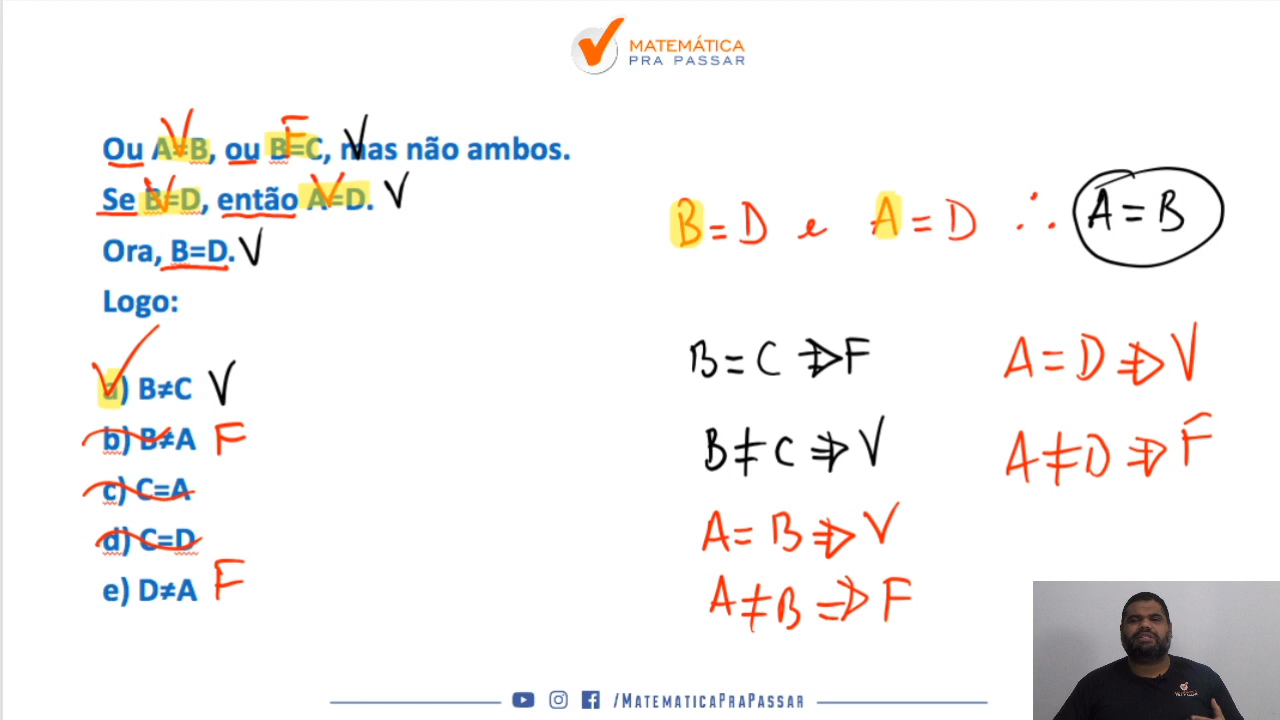 MATEMÁTICA
PRA PASSAR
V F
Ou A=B, ou B=C, mas não ambos. V
V V
Se B=D, então A=D. V
Ora, B=D. V
Logo:
a) B≠C V
b) B≠A F
c) C=A
d) C=D
e) D≠A F
B = D e A = D ∴ A = B
B = C ⇒ F
B ≠ C ⇒ V
A = B ⇒ V
A ≠ B ⇒ F
A = D ⇒ V
A ≠ D ⇒ F
/MATEMATICAPRAPASSAR